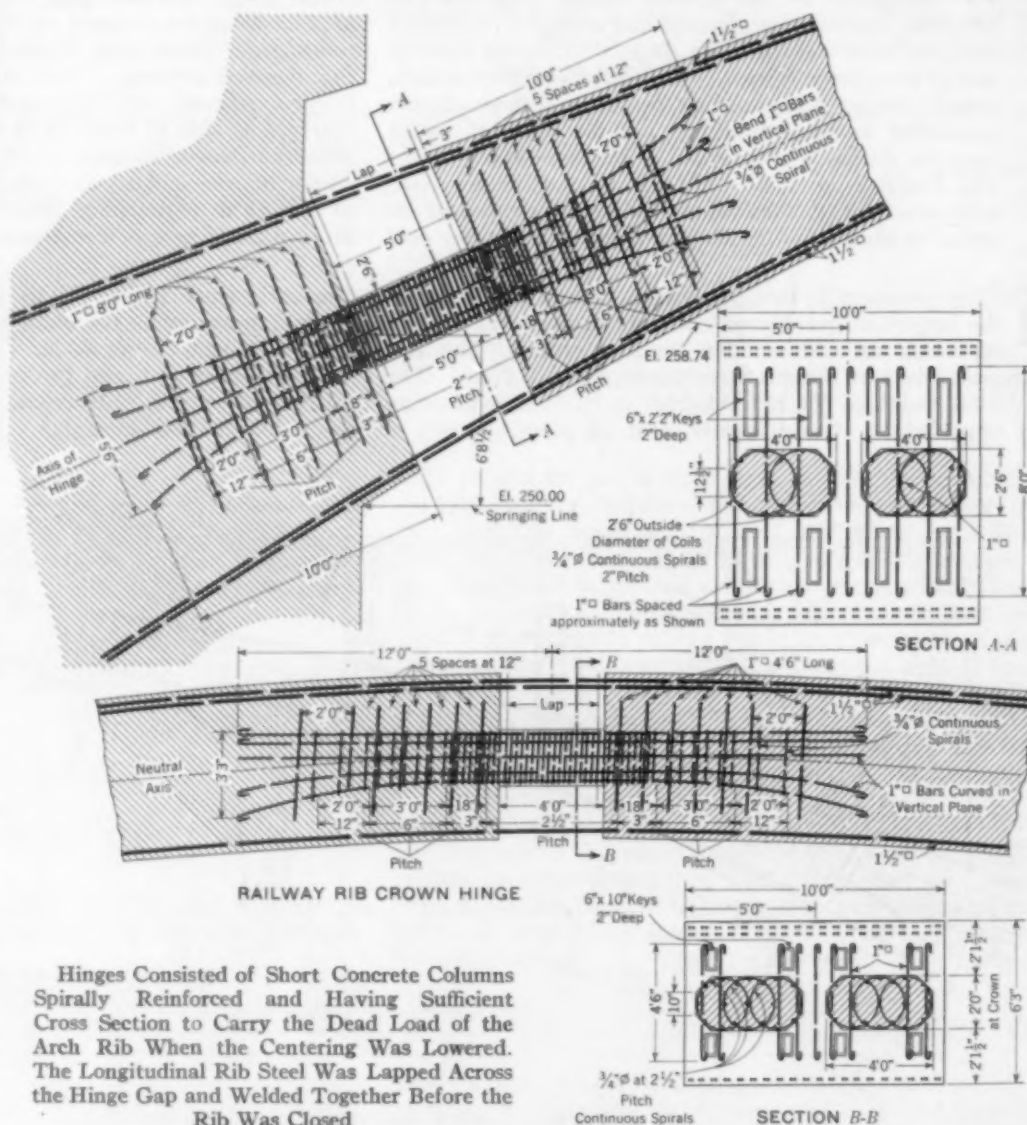 1½"□
10'0"
5 Spaces at 12"
A
3"
Lap
2'0"
1"□
Bend 1"□ Bars
in Vertical Plane
¾"Ø Continuous
Spiral
5'0"
2'6"
1"□ 8'0" Long
2'0"
1½"□
2'0"
3'0"
12"
18"
6"
3"
Pitch
El. 258.74
5'0"
2"
Pitch
A
6'8½"
18"
3'0"
3"
2'0"
6"
12"
Pitch
5'6"
Axis of
Hinge
El. 250.00
Springing Line
10'0"
10'0"
5'0"
6"x 2'2" Keys
2" Deep
4'0"
4'0"
12½"
2'6"
8'0"
2'6" Outside
Diameter of Coils
¾"Ø Continuous Spirals
2" Pitch
1"□
1"□ Bars Spaced
approximately as Shown
SECTION A-A
12'0"
12'0"
5 Spaces at 12"
B
1"□ 4'6" Long
Lap
1½"□
2'0"
2'0"
¾"Ø Continuous
Spirals
Neutral
Axis
3'3"
1"□ Bars Curved in
Vertical Plane
2'0" 3'0" 18" 4'0" 18" 3'0" 2'0"
12" 6" 3" 2½" 3" 6" 12"
Pitch
Pitch
Pitch
B
1½"□
RAILWAY RIB CROWN HINGE
6"x 10" Keys
2" Deep
10'0"
5'0"
1"□
4'6"
10"
2'1½"
2'0"
at Crown
2'1½"
6'3"
4'0"
¾"Ø at 2½"
Pitch
Continuous Spirals
SECTION B-B
Hinges Consisted of Short Concrete Columns
Spirally Reinforced and Having Sufficient
Cross Section to Carry the Dead Load of the
Arch Rib When the Centering Was Lowered.
The Longitudinal Rib Steel Was Lapped Across
the Hinge Gap and Welded Together Before the
Rib Was Closed